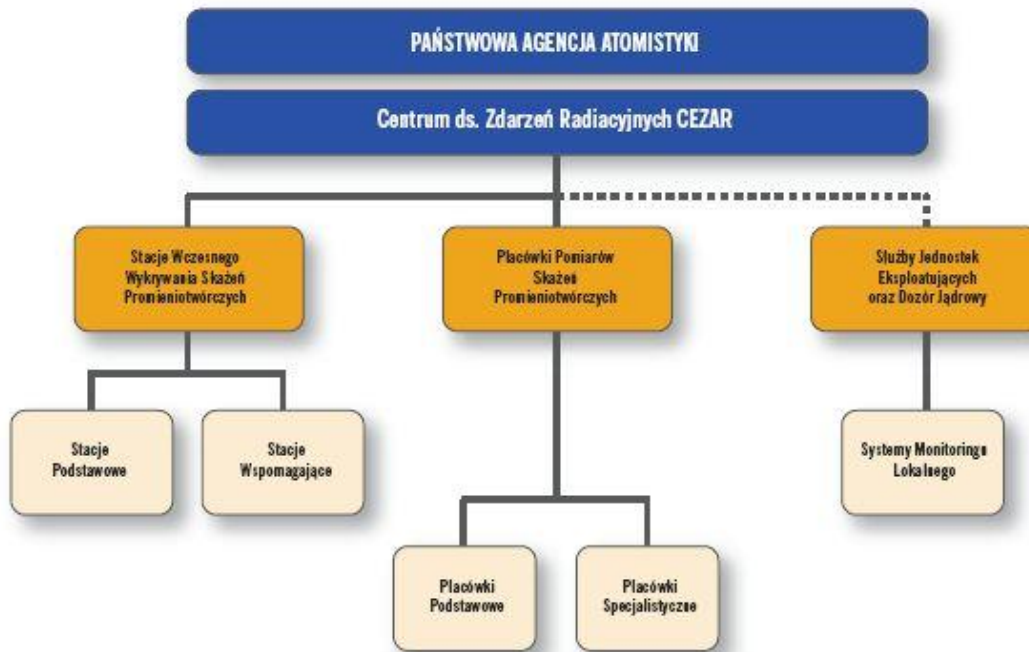 PAŃSTWOWA AGENCJA ATOMISTYKI
Centrum ds. Zdarzeń Radiacyjnych CEZAR
Stacje Wczesnego
Wykrywania Skażeń
Promieniotwórczych
Placówki Pomiarów
Skażeń
Promieniotwórczych
Służby Jednostek
Eksploatujących
oraz Dozór Jądrowy
Stacje
Podstawowe
Stacje
Wspomagające
Systemy Monitoringu
Lokalnego
Placówki
Podstawowe
Placówki
Specjalistyczne